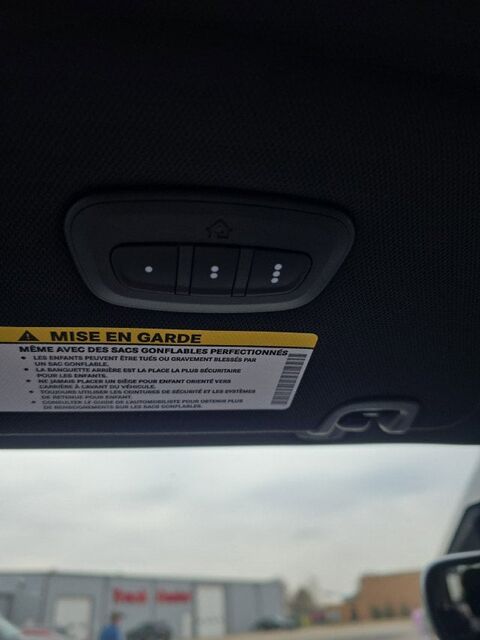 MISE EN GARDE
MÊME AVEC DES SACS GONFLABLES PERFECTIONNÉS
• LES ENFANTS PEUVENT ÊTRE TUÉS OU GRAVEMENT BLESSÉS PAR
UN SAC GONFLABLE.
• LA BANQUETTE ARRIÈRE EST LA PLACE LA PLUS SÉCURITAIRE
POUR LES ENFANTS.
• NE JAMAIS PLACER UN SIÈGE POUR ENFANT ORIENTÉ VERS
L'ARRIÈRE À L'AVANT DU VÉHICULE.
• TOUJOURS UTILISER LES CEINTURES DE SÉCURITÉ ET LES SYSTÈMES
DE RETENUE POUR ENFANT.
• CONSULTER LE GUIDE DE L'AUTOMOBILISTE POUR OBTENIR PLUS
DE RENSEIGNEMENTS SUR LES SACS GONFLABLES.